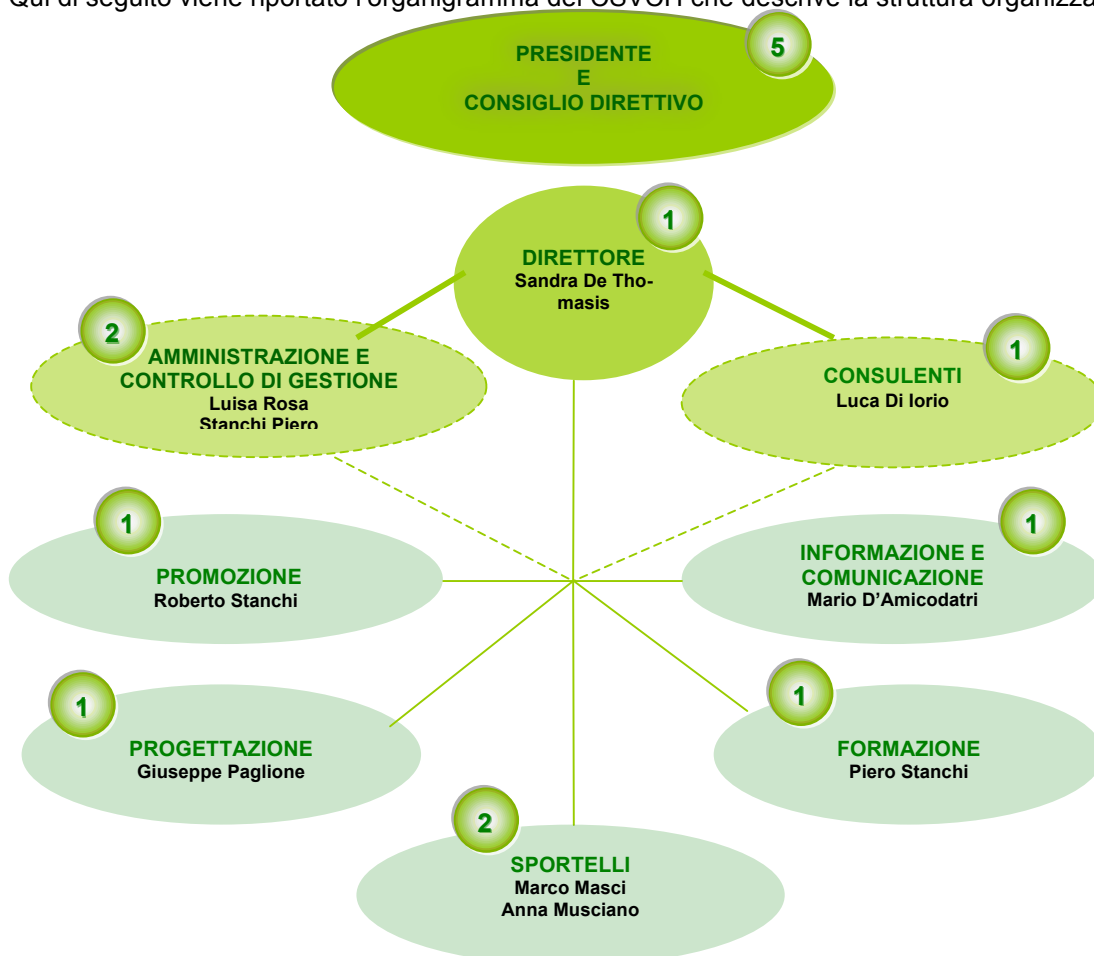 Qui di seguito viene riportato l'organigramma del CSVCH che descrive la struttura
5
PRESIDENTE
E
CONSIGLIO DIRETTIVO
1
DIRETTORE
Sandra De Tho-
masis
2
AMMINISTRAZIONE E
CONTROLLO DI GESTIONE
Luisa Rosa
Stanchi Piero
1
CONSULENTI
Luca Di Iorio
1
PROMOZIONE
Roberto Stanchi
1
INFORMAZIONE E
COMUNICAZIONE
Mario D'Amicodatri
1
PROGETTAZIONE
Giuseppe Paglione
1
FORMAZIONE
Piero Stanchi
2
SPORTELLI
Marco Masci
Anna Musciano